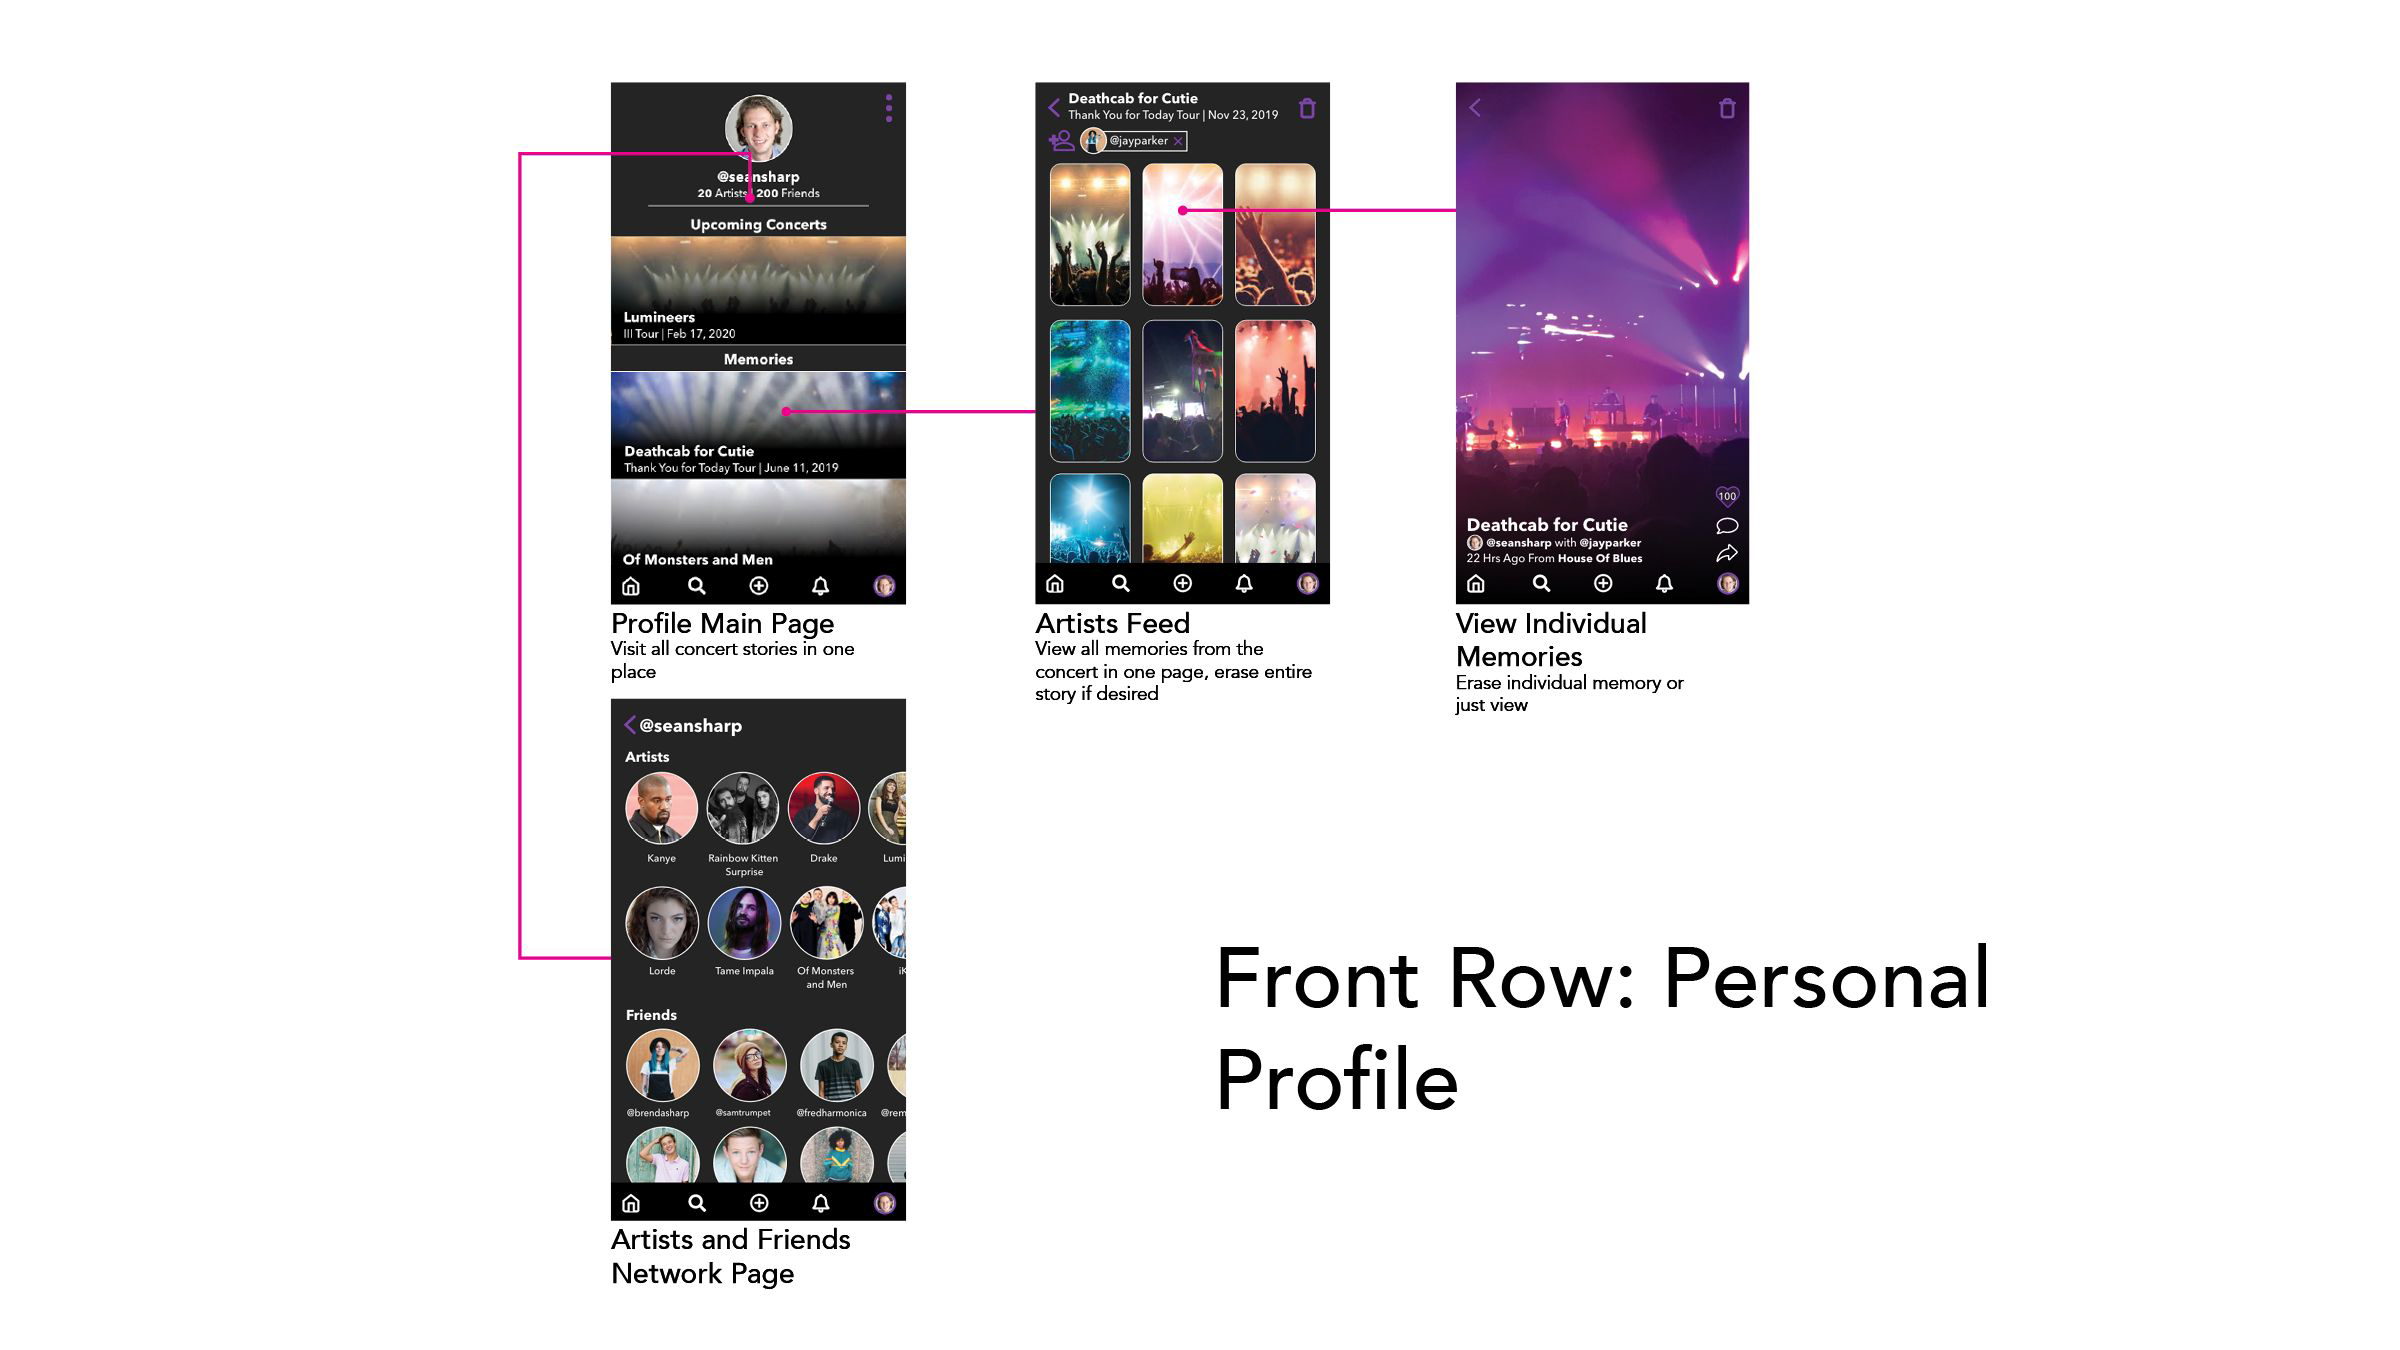 @seansharp
20 Artists 200 Friends
Upcoming Concerts
Lumineers
III Tour | Feb 17, 2020
Memories
Deathcab for Cutie
Thank You for Today Tour | June 11, 2019
Of Monsters and Men
Profile Main Page
Visit all concert stories in one
place
Deathcab for Cutie
Thank You for Today Tour | Nov 23, 2019
@jayparker
Artists Feed
View all memories from the
concert in one page, erase entire
story if desired
100
Deathcab for Cutie
@seansharp with @jayparker
22 Hrs Ago From House Of Blues
View Individual
Memories
Erase individual memory or
just view
@seansharp
Artists
Kanye
Rainbow Kitten
Surprise
Drake
Lumi
Lorde
Tame Impala
Of Monsters
and Men
iK
Friends
@brendasharp
@samtrumpet
@fredharmonica
@rem
Artists and Friends
Network Page
Front Row: Personal
Profile